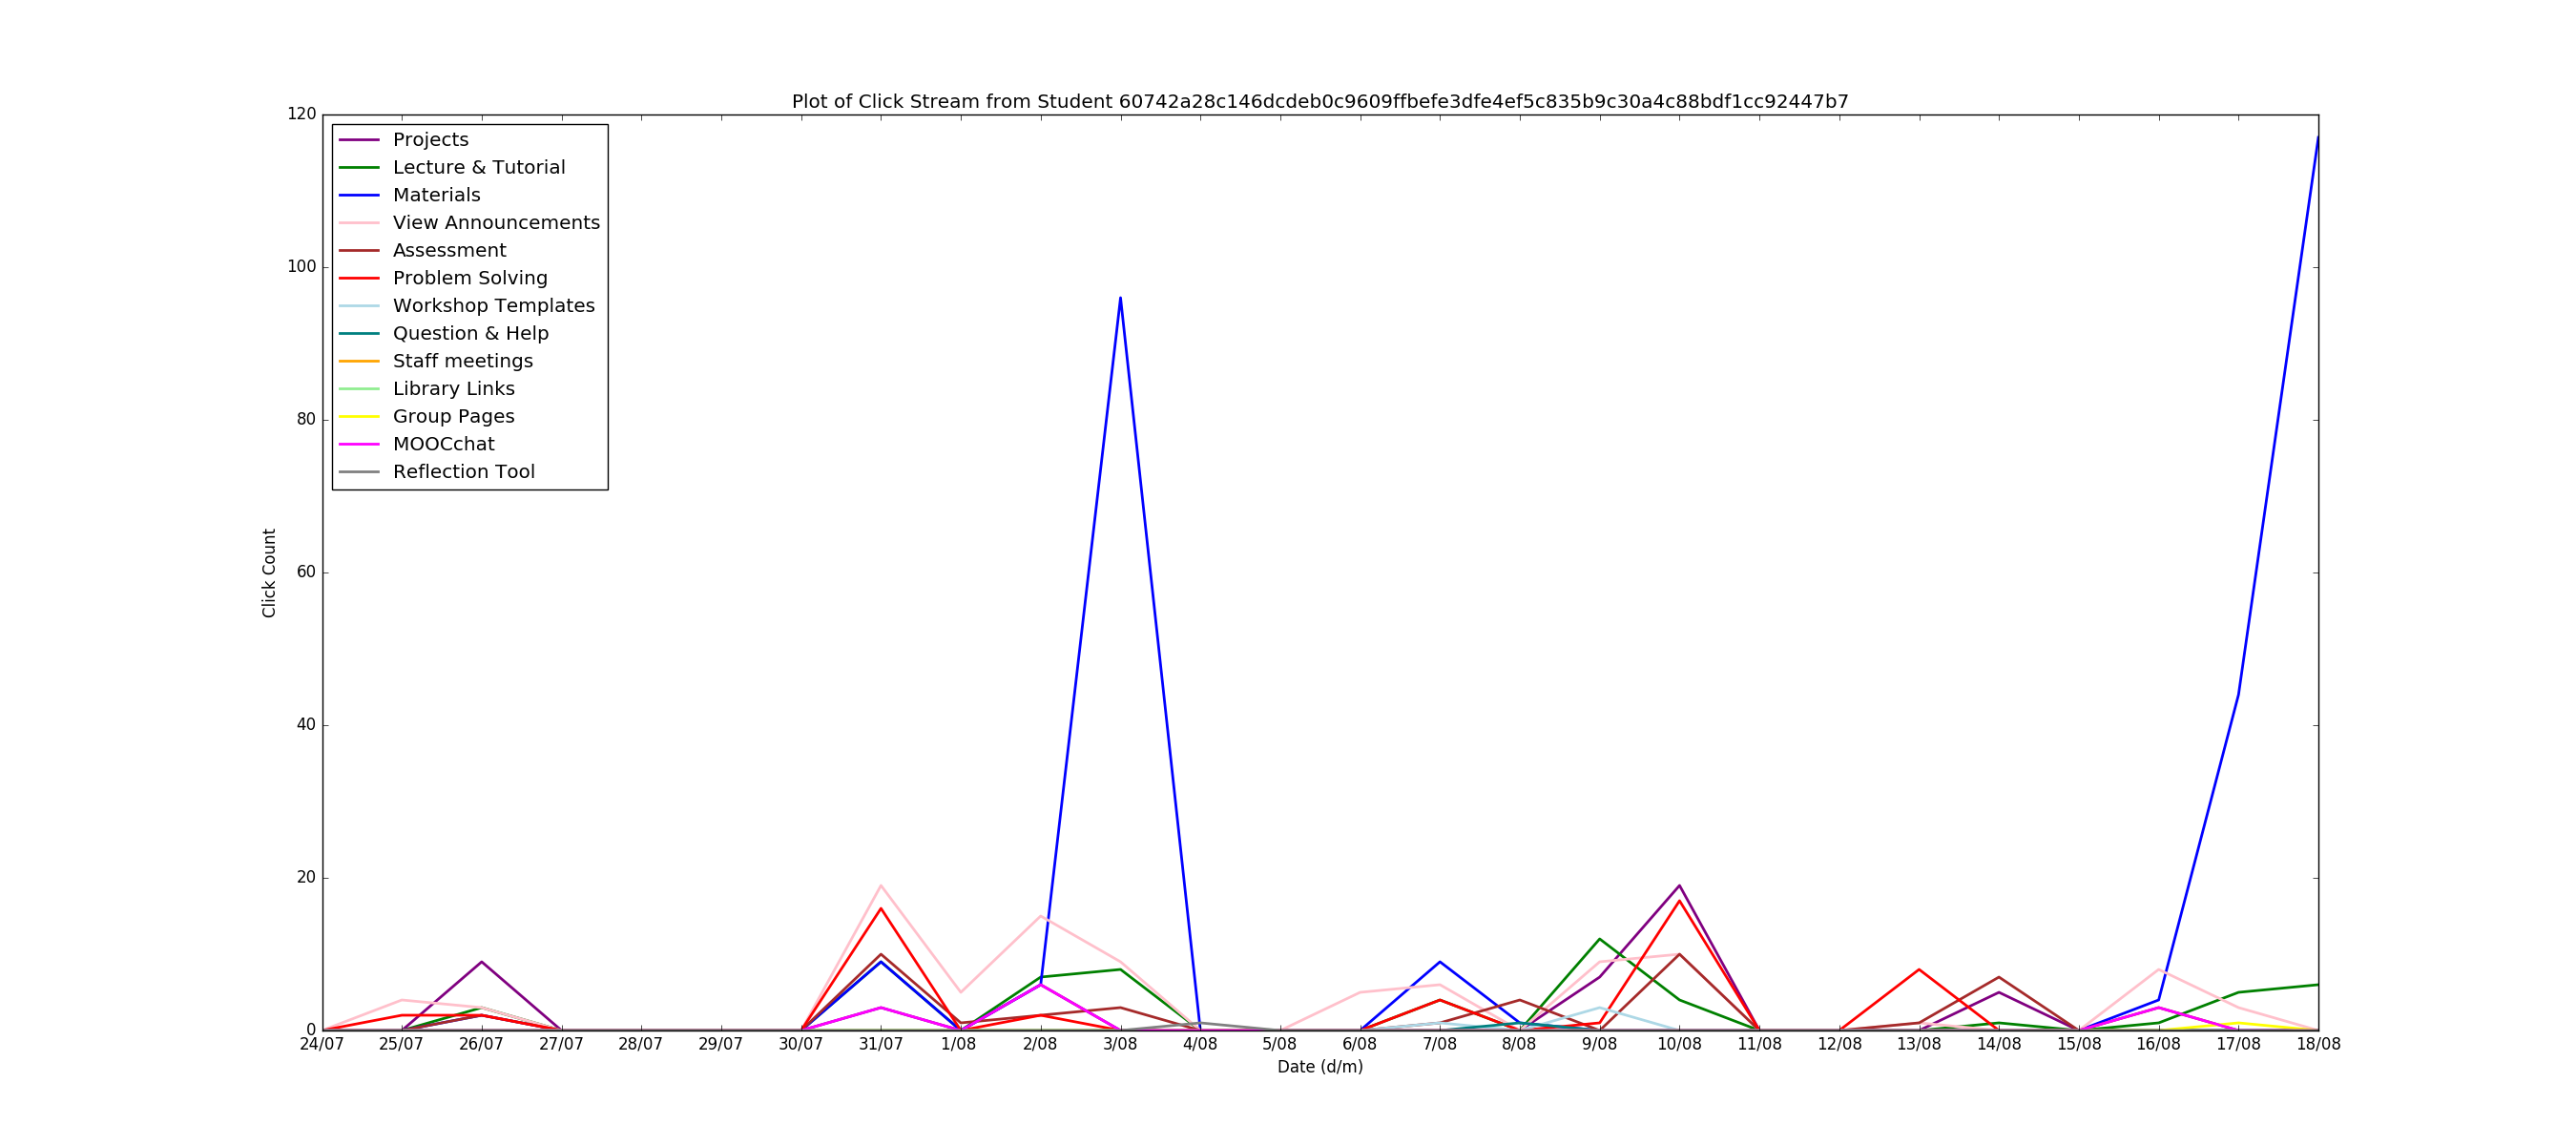 Plot of Click Stream from Student 60742a28c146dcdeb0c9609ffbefe3dfe4ef5c835b9c30a4c88bdf1cc92447b7
120
100
80
60
40
20
0
Click Count
Projects
Lecture & Tutorial
Materials
View Announcements
Assessment
Problem Solving
Workshop Templates
Question & Help
Staff meetings
Library Links
Group Pages
MOOCchat
Reflection Tool
24/07 25/07 26/07 27/07 28/07 29/07 30/07 31/07 1/08 2/08 3/08 4/08 5/08 6/08 7/08 8/08 9/08 10/08 11/08 12/08 13/08 14/08 15/08 16/08 17/08 18/08
Date (d/m)